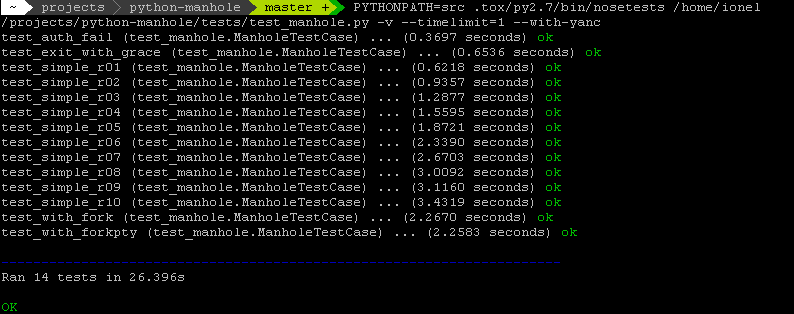 ~ projects python-manhole master + PYTHONPATH=src .tox/py2.7/bin/nosetests /home/ionel
/projects/python-manhole/tests/test_manhole.py -v --timelimit=1 --with-yanc
test_auth_fail (test_manhole.ManholeTestCase) ... (0.3697 seconds) ok
test_exit_with_grace (test_manhole.ManholeTestCase) ... (0.6536 seconds) ok
test_simple_r01 (test_manhole.ManholeTestCase) ... (0.6218 seconds) ok
test_simple_r02 (test_manhole.ManholeTestCase) ... (0.9357 seconds) ok
test_simple_r03 (test_manhole.ManholeTestCase) ... (1.2877 seconds) ok
test_simple_r04 (test_manhole.ManholeTestCase) ... (1.5595 seconds) ok
test_simple_r05 (test_manhole.ManholeTestCase) ... (1.8721 seconds) ok
test_simple_r06 (test_manhole.ManholeTestCase) ... (2.3390 seconds) ok
test_simple_r07 (test_manhole.ManholeTestCase) ... (2.6703 seconds) ok
test_simple_r08 (test_manhole.ManholeTestCase) ... (3.0092 seconds) ok
test_simple_r09 (test_manhole.ManholeTestCase) ... (3.1160 seconds) ok
test_simple_r10 (test_manhole.ManholeTestCase) ... (3.4319 seconds) ok
test_with_fork (test_manhole.ManholeTestCase) ... (2.2670 seconds) ok
test_with_forkpty (test_manhole.ManholeTestCase) ... (2.2583 seconds) ok
----------------------------------------------------------------------
Ran 14 tests in 26.396s
OK